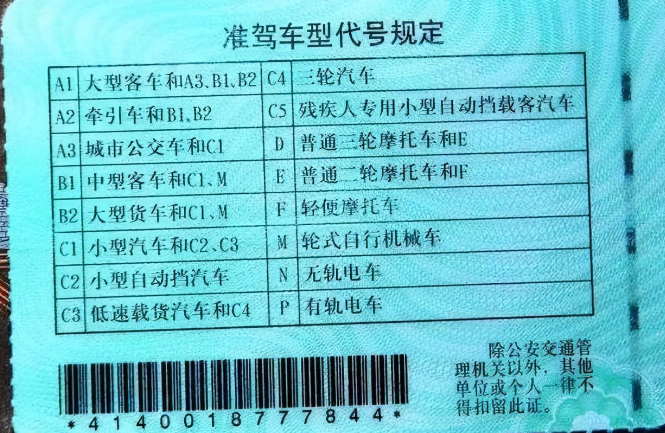 准驾车型代号规定
A1 大型客车和A3、B1、B2 C4 三轮汽车
A2 牵引车和B1、B2 C5 残疾人专用小型自动挡载客汽车
A3 城市公交车和C1 D 普通三轮摩托车和E
B1 中型客车和C1、M E 普通二轮摩托车和F
B2 大型货车和C1、M F 轻便摩托车
C1 小型汽车和C2、C3 M 轮式自行机械车
C2 小型自动挡汽车 N 无轨电车
C3 低速载货汽车和C4 P 有轨电车
除公安交通管
理机关以外，其他
单位或个人一律不
得扣留此证。
*4140018777844*